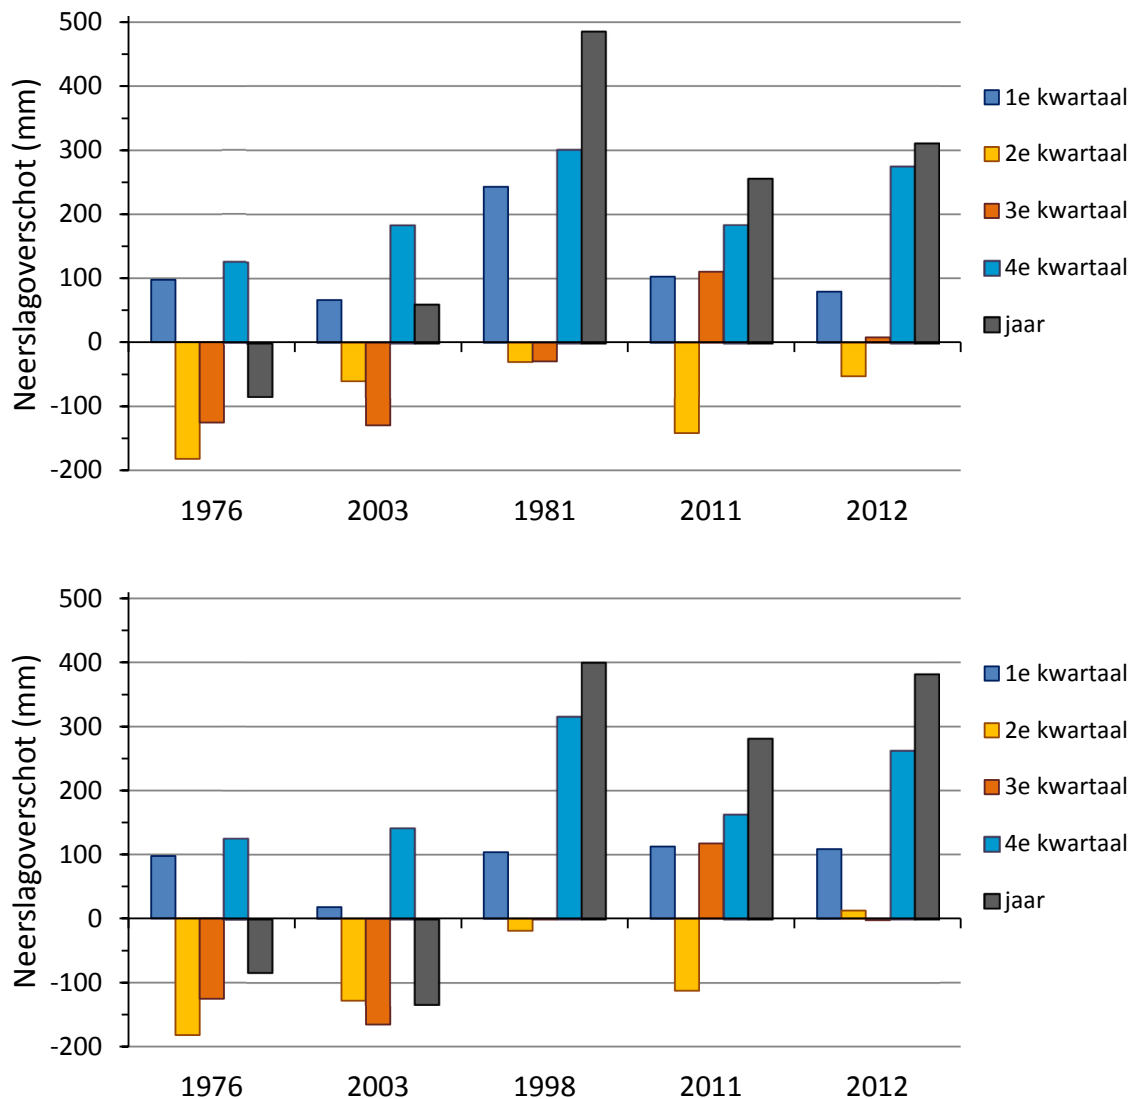 Neerslagoverschot (mm)
500
400
300
200
100
0
-100
-200
1976 2003 1981 2011 2012
1e kwartaal
2e kwartaal
3e kwartaal
4e kwartaal
jaar
Neerslagoverschot (mm)
500
400
300
200
100
0
-100
-200
1976 2003 1998 2011 2012
1e kwartaal
2e kwartaal
3e kwartaal
4e kwartaal
jaar